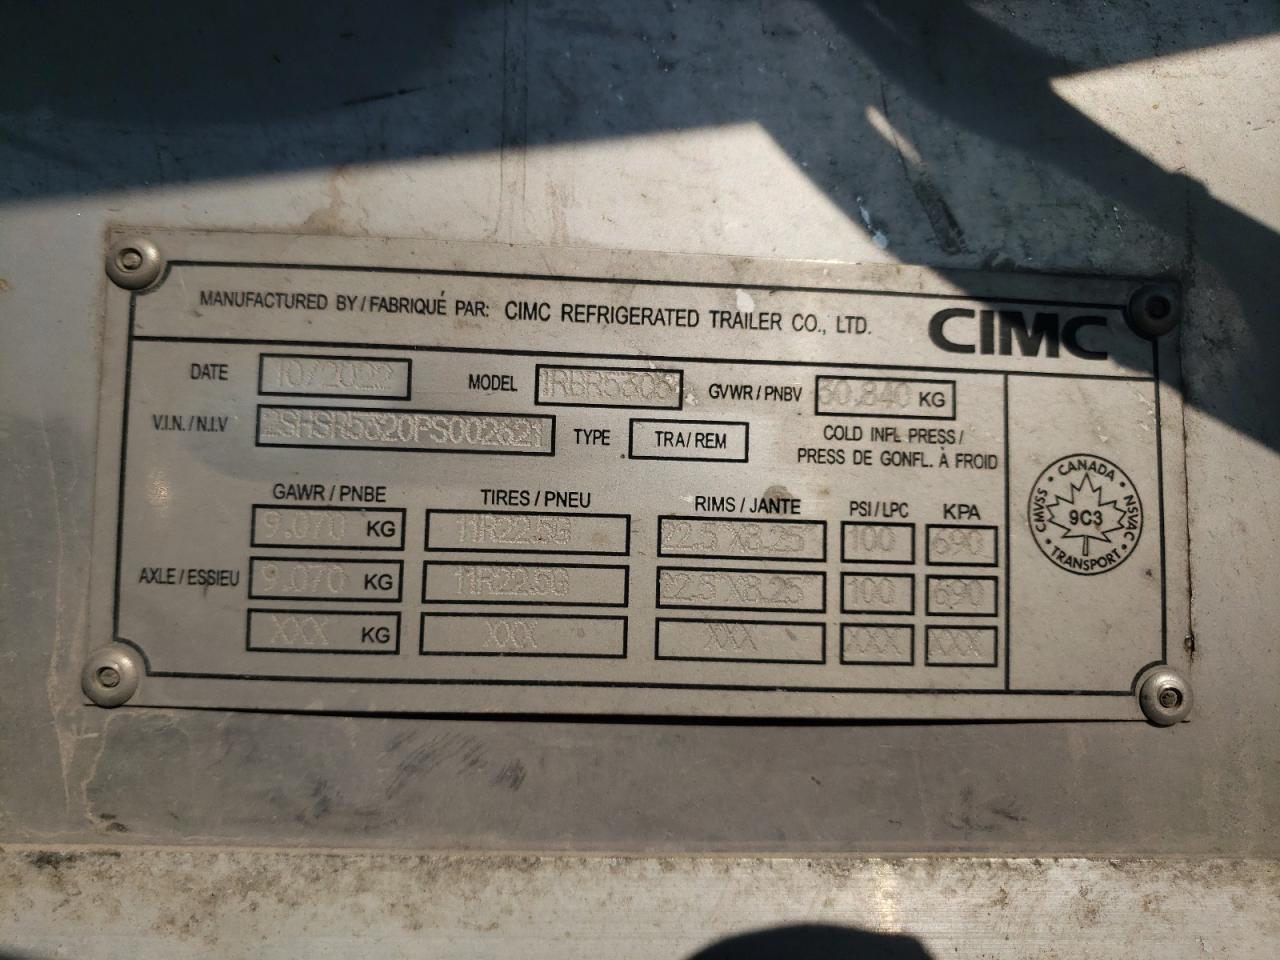 MANUFACTURED BY / FABRIQUÉ PAR: CIMC REFRIGERATED TRAILER CO., LTD. CIMC
DATE 10/2022 MODEL GVWR / PNBV 30.840 KG
V.I.N. / N.I.V TYPE TRA / REM
COLD INFL PRESS /
PRESS DE GONFL. À FROID
GAWR / PNBE TIRES / PNEU RIMS / JANTE PSI / LPC KPA
9.070 KG 11R22.5G 22.5 X8.25 100 690
AXLE / ESSIEU 9.070 KG 11R22.5G 22.5 X8.25 100 690
XXX KG XXX XXX XXX XXX
CANADA
CMVSS 9C3 NSVAC
TRANSPORT